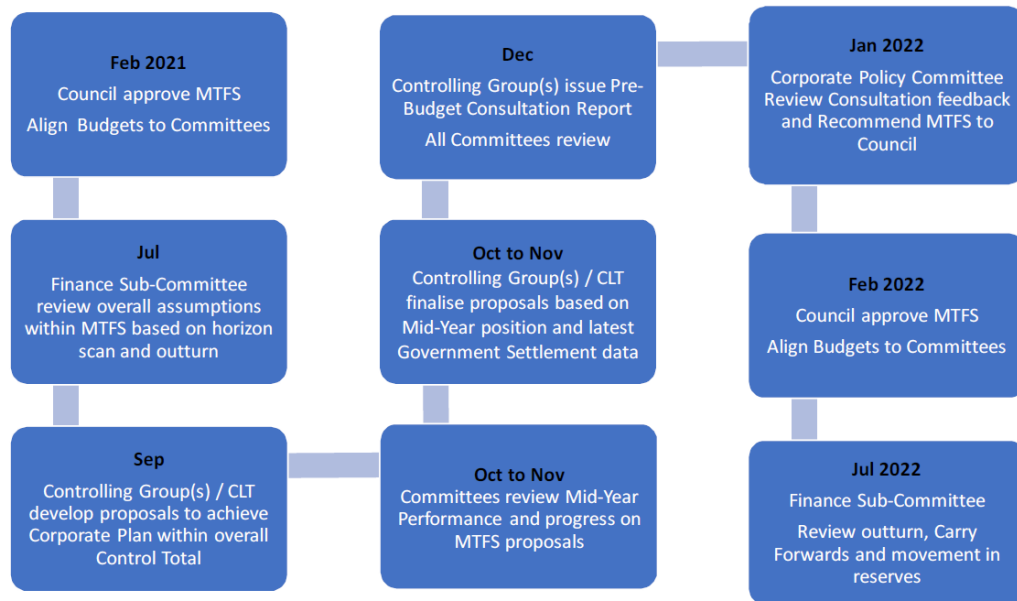 Feb 2021
Council approve MTFS
Align Budgets to Committees
Jul
Finance Sub-Committee
review overall assumptions
within MTFS based on horizon
scan and outturn
Sep
Controlling Group(s) / CLT
develop proposals to achieve
Corporate Plan within overall
Control Total
Oct to Nov
Committees review Mid-Year
Performance and progress on
MTFS proposals
Oct to Nov
Controlling Group(s) / CLT
finalise proposals based on
Mid-Year position and latest
Government Settlement data
Dec
Controlling Group(s) issue Pre-
Budget Consultation Report
All Committees review
Jan 2022
Corporate Policy Committee
Review Consultation feedback
and Recommend MTFS to
Council
Feb 2022
Council approve MTFS
Align Budgets to Committees
Jul 2022
Finance Sub-Committee
Review outturn, Carry
Forwards and movement in
reserves